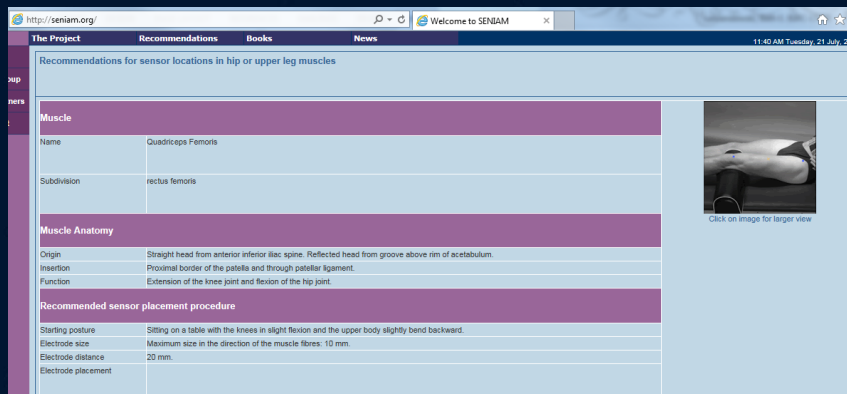 http://seniam.org/
Welcome to SENIAM
The Project Recommendations Books News
11:40 AM Tuesday, 21 July, 2
Recommendations for sensor locations in hip or upper leg muscles
oup
ners
t
Muscle
Name Quadriceps Femoris
Subdivision rectus femoris
Click on image for larger view
Muscle Anatomy
Origin Straight head from anterior inferior iliac spine. Reflected head from groove above rim of acetabulum.
Insertion Proximal border of the patella and through patellar ligament.
Function Extension of the knee joint and flexion of the hip joint.
Recommended sensor placement procedure
Starting posture Sitting on a table with the knees in slight flexion and the upper body slightly bend backward.
Electrode size Maximum size in the direction of the muscle fibres: 10 mm.
Electrode distance 20 mm.
Electrode placement